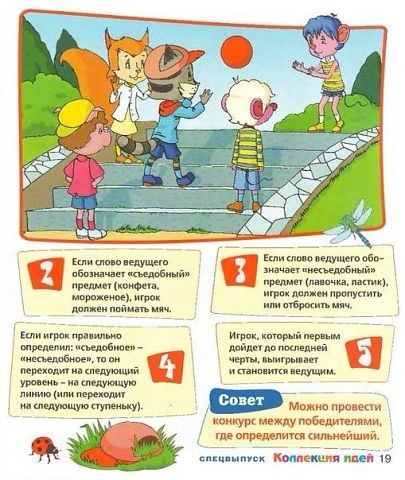 2
Если слово ведущего
обозначает «съедобный»
предмет (конфета,
мороженое), игрок
должен поймать мяч.
3
Если слово ведущего обо-
значает «несъедобный»
предмет (лавочка, ластик),
игрок должен пропустить
или отбросить мяч.
Если игрок правильно
определил: «съедобное» –
«несъедобное», то он
переходит на следующий
уровень – на следующую
линию (или переходит
на следующую ступеньку).
4
Игрок, который первым
дойдет до последней
черты, выигрывает
и становится ведущим.
5
Совет
Можно провести
конкурс между победителями,
где определится сильнейший.
СПЕЦВЫПУСК Коллекция идей 19